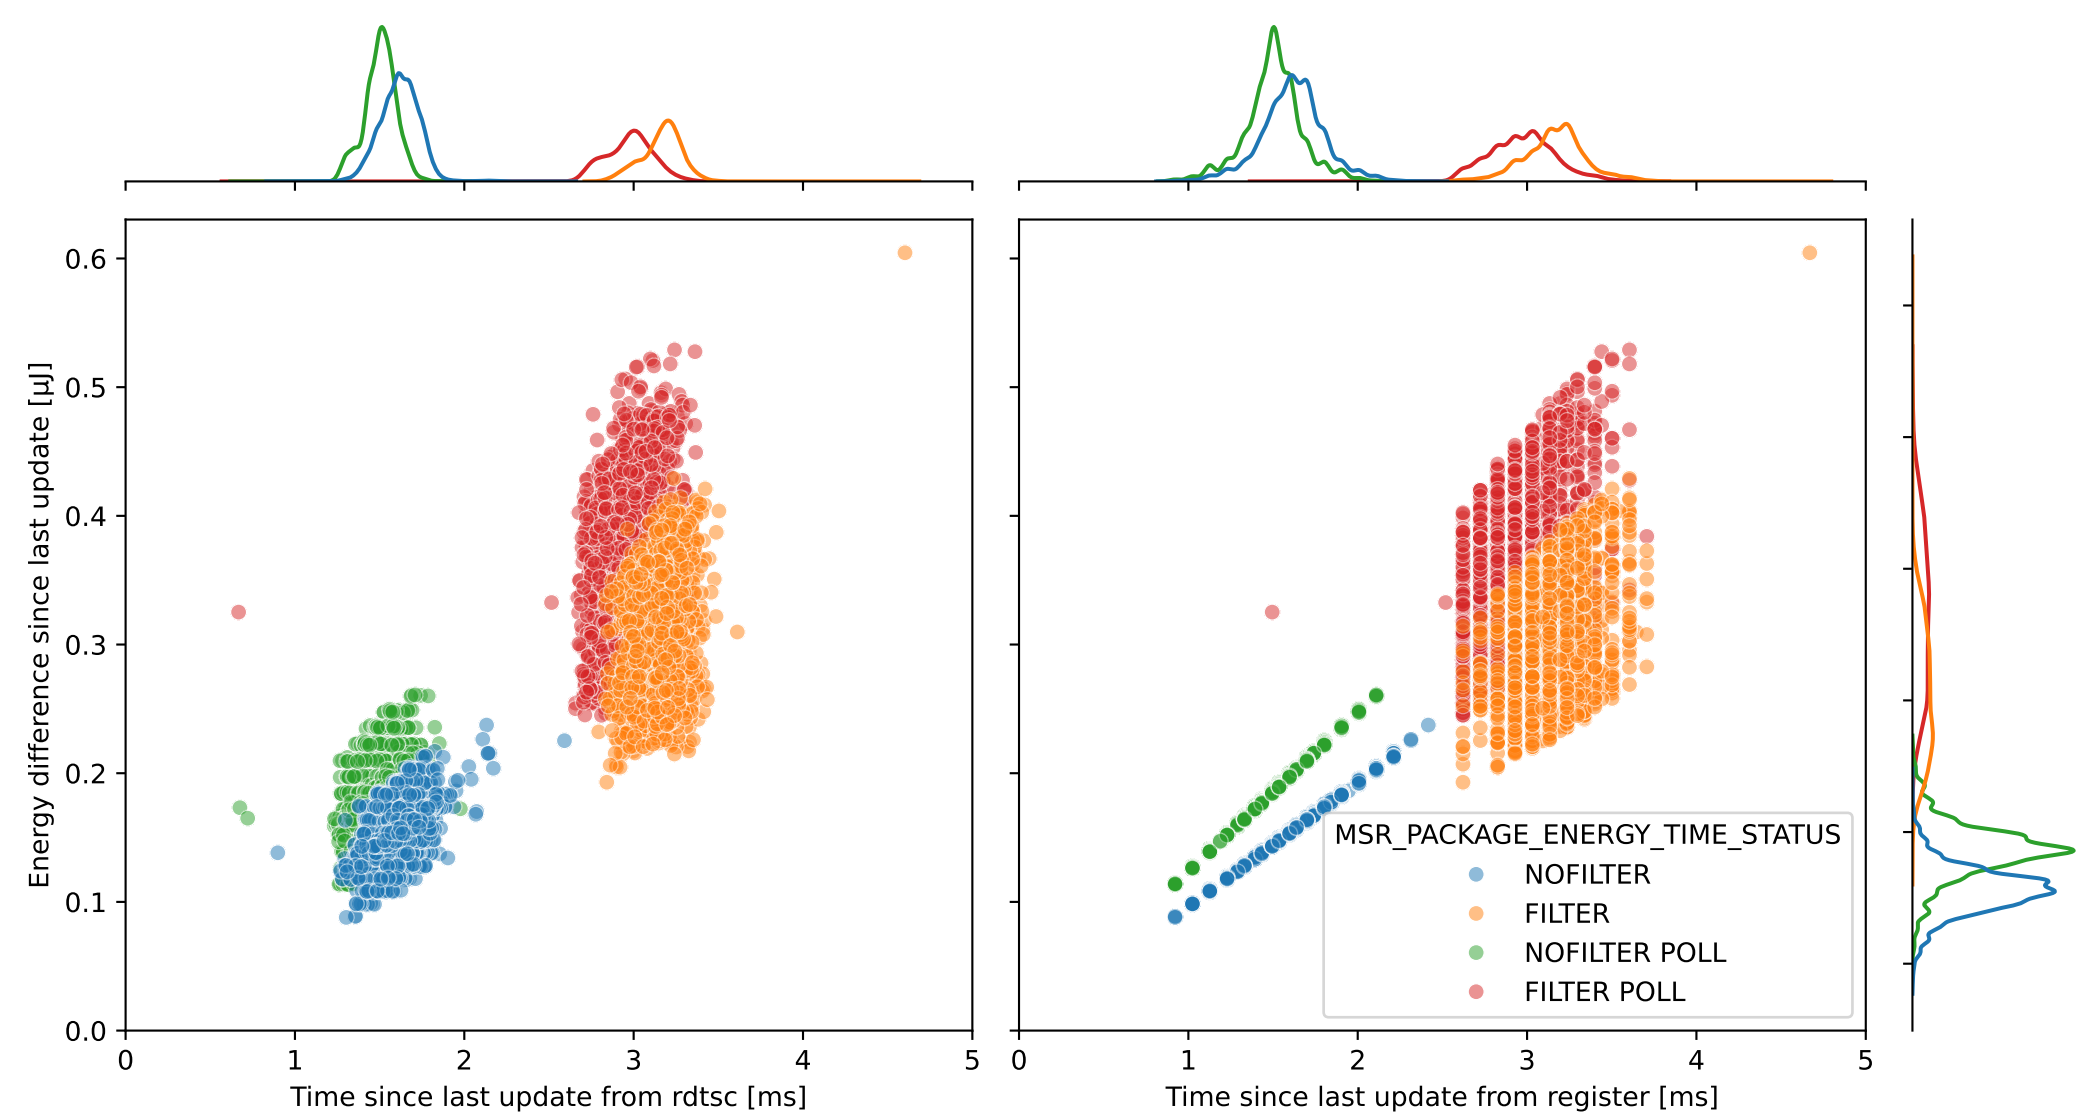 0.6
0.5
0.4
0.3
0.2
0.1
0.0
Energy difference since last update [µJ]
0 1 2 3 4 5
Time since last update from rdtsc [ms]
MSR_PACKAGE_ENERGY_TIME_STATUS
NOFILTER
FILTER
NOFILTER POLL
FILTER POLL
0 1 2 3 4 5
Time since last update from register [ms]